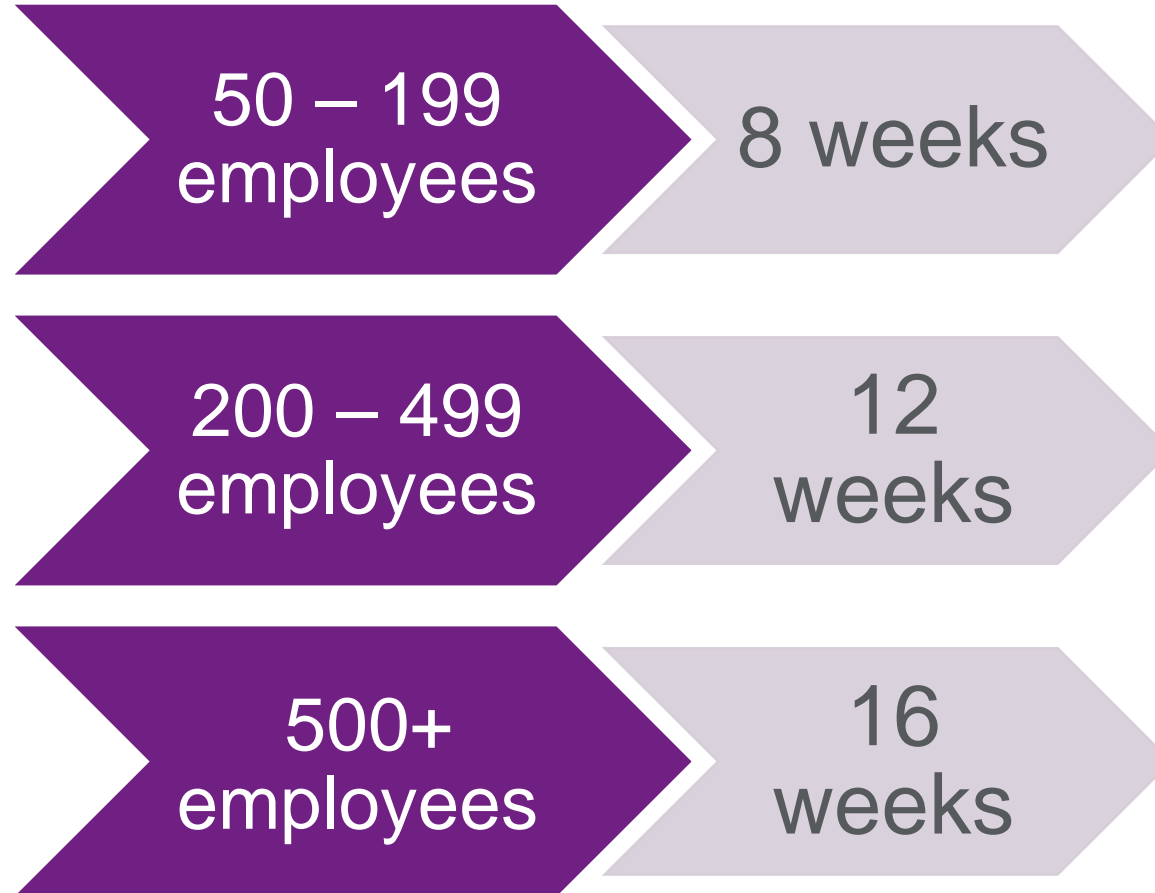 50 – 199
employees
8 weeks
200 – 499
employees
12
weeks
500+
employees
16
weeks